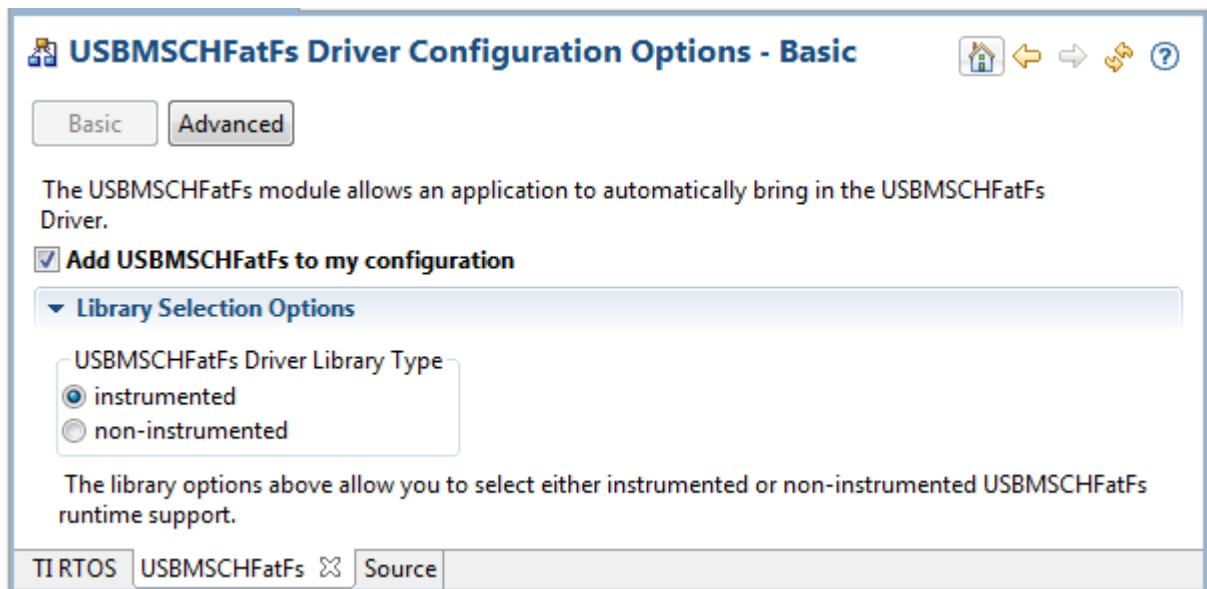 USBMSCHFatFs Driver Configuration Options - Basic
Basic Advanced
The USBMSCHFatFs module allows an application to automatically bring in the USBMSCHFatFs
Driver.
Add USBMSCHFatFs to my configuration
Library Selection Options
USBMSCHFatFs Driver Library Type
instrumented
non-instrumented
The library options above allow you to select either instrumented or non-instrumented USBMSCHFatFs
runtime support.
TI RTOS USBMSCHFatFs Source